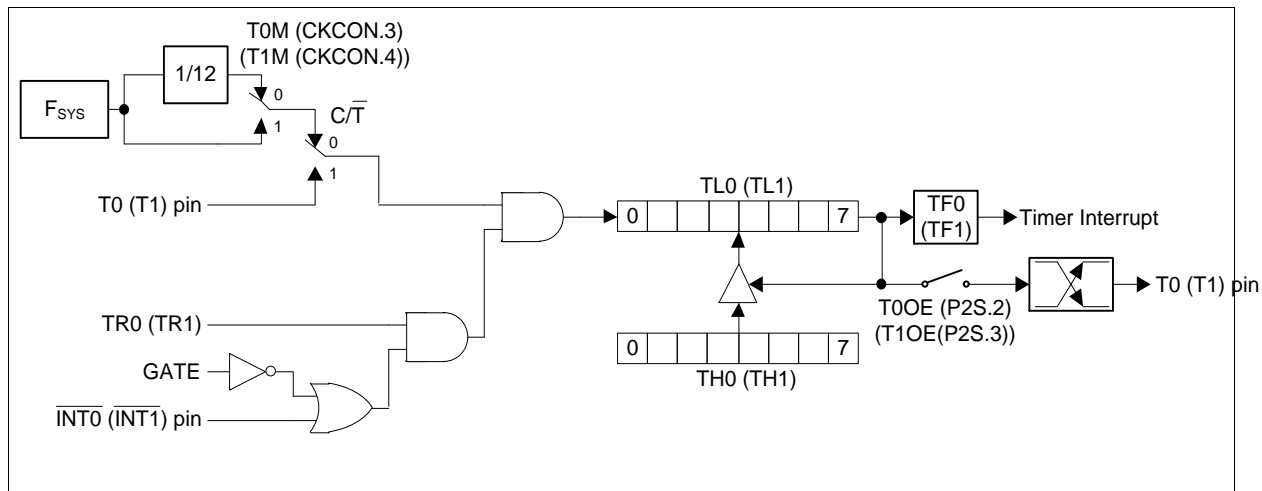 T0M (CKCON.3)
(T1M (CKCON.4))
1/12
FSYS
0
1
C/T̅
0
1
T0 (T1) pin
TL0 (TL1)
0 7
TF0
(TF1)
Timer Interrupt
T0 (T1) pin
T0OE (P2S.2)
(T1OE(P2S.3))
TR0 (TR1)
0 7
TH0 (TH1)
GATE
I̅N̅T̅0̅ (I̅N̅T̅1̅) pin